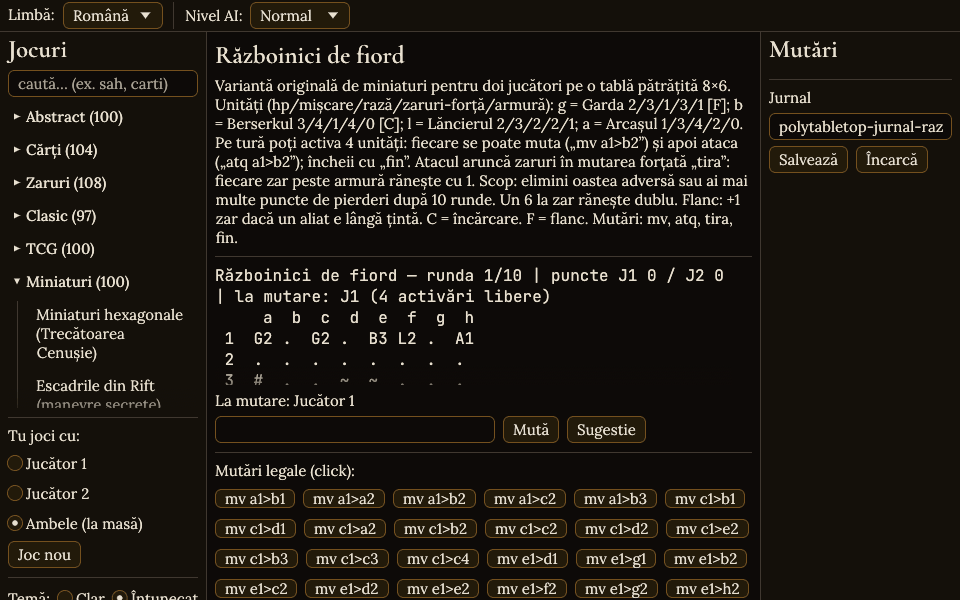 Limbă: Română ▼ Nivel AI: Normal ▼
Jocuri
caută... (ex. sah, carti)
▸ Abstract (100)
▸ Cărți (104)
▸ Zaruri (108)
▸ Clasic (97)
▸ TCG (100)
▾ Miniaturi (100)
Miniaturi hexagonale
(Trecătoarea
Cenușie)
Escadrile din Rift
(manevre secrete)
Tu joci cu:
Jucător 1
Jucător 2
Ambele (la masă)
Joc nou
Temă: Clar Întunecat
Războinici de fiord
Variantă originală de miniaturi pentru doi jucători pe o tablă pătrățită 8×6.
Unități (hp/mișcare/rază/zaruri-forță/armură): g = Garda 2/3/1/3/1 [F]; b
= Berserkul 3/4/1/4/0 [C]; l = Lăncierul 2/3/2/2/1; a = Arcașul 1/3/4/2/0.
Pe tură poți activa 4 unități: fiecare se poate muta („mv a1>b2”) și apoi ataca
(„atq a1>b2”); închei cu „fin”. Atacul aruncă zaruri în mutarea forțată „tira”:
fiecare zar peste armură rănește cu 1. Scop: elimini oastea adversă sau ai mai
multe puncte de pierderi după 10 runde. Un 6 la zar rănește dublu. Flanc: +1
zar dacă un aliat e lângă țintă. C = încărcare. F = flanc. Mutări: mv, atq, tira,
fin.
Războinici de fiord — runda 1/10 | puncte J1 0 / J2 0
| la mutare: J1 (4 activări libere)
a b c d e f g h
1 G2 . G2 . B3 L2 . A1
2 . . . . . . . .
3 # . . ~ ~ . . .
La mutare: Jucător 1
Mută Sugestie
Mutări legale (click):
mv a1>b1 mv a1>a2 mv a1>b2 mv a1>c2 mv a1>b3 mv c1>b1
mv c1>d1 mv c1>a2 mv c1>b2 mv c1>c2 mv c1>d2 mv c1>e2
mv c1>b3 mv c1>c3 mv c1>c4 mv e1>d1 mv e1>g1 mv e1>b2
mv e1>c2 mv e1>d2 mv e1>e2 mv e1>f2 mv e1>g2 mv e1>h2
Mutări
Jurnal
polytabletop-jurnal-raz
Salvează Încarcă